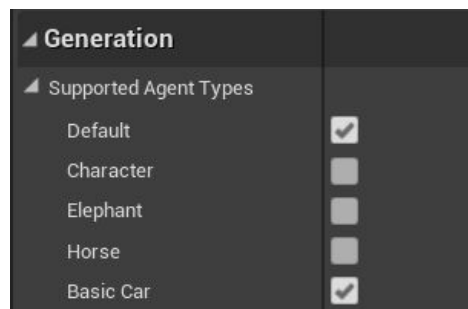 Generation
Supported Agent Types
Default
Character
Elephant
Horse
Basic Car